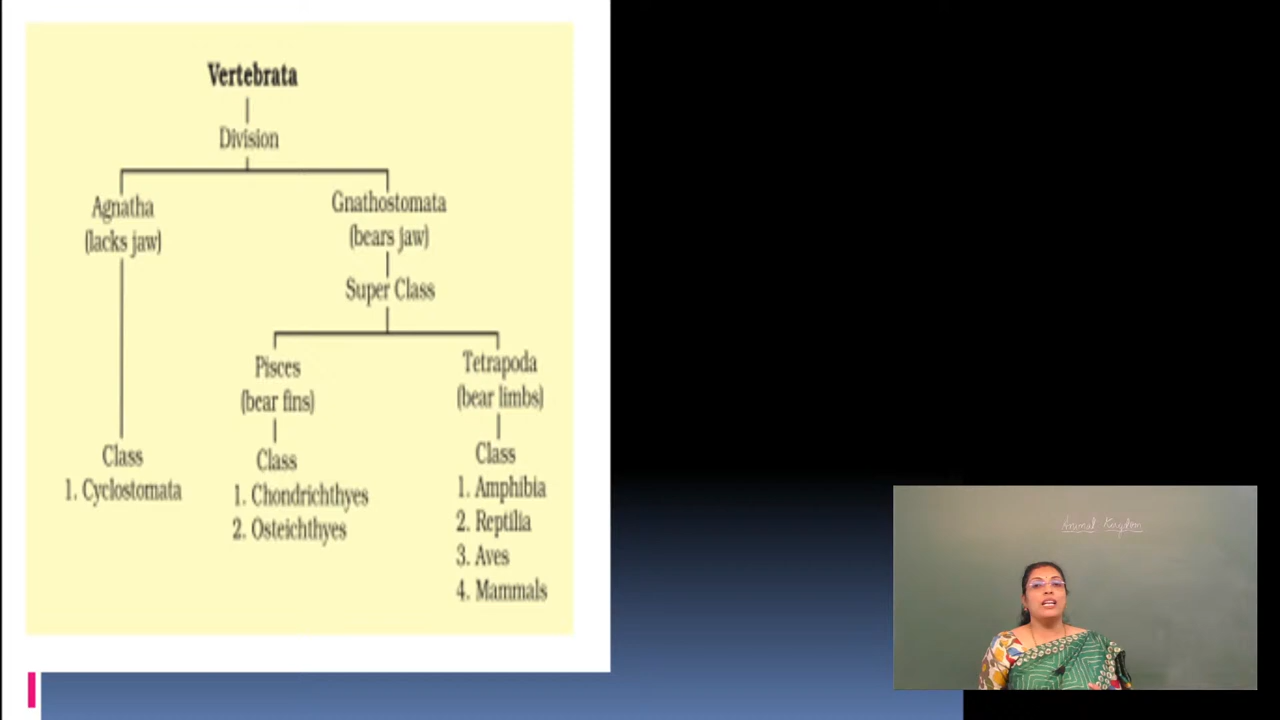 Vertebrata
Division
Agnatha
(lacks jaw)
Gnathostomata
(bears jaw)
Super Class
Pisces
(bear fins)
Tetrapoda
(bear limbs)
Class
1. Cyclostomata
Class
1. Chondrichthyes
2. Osteichthyes
Class
1. Amphibia
2. Reptilia
3. Aves
4. Mammals
Animal Kingdom